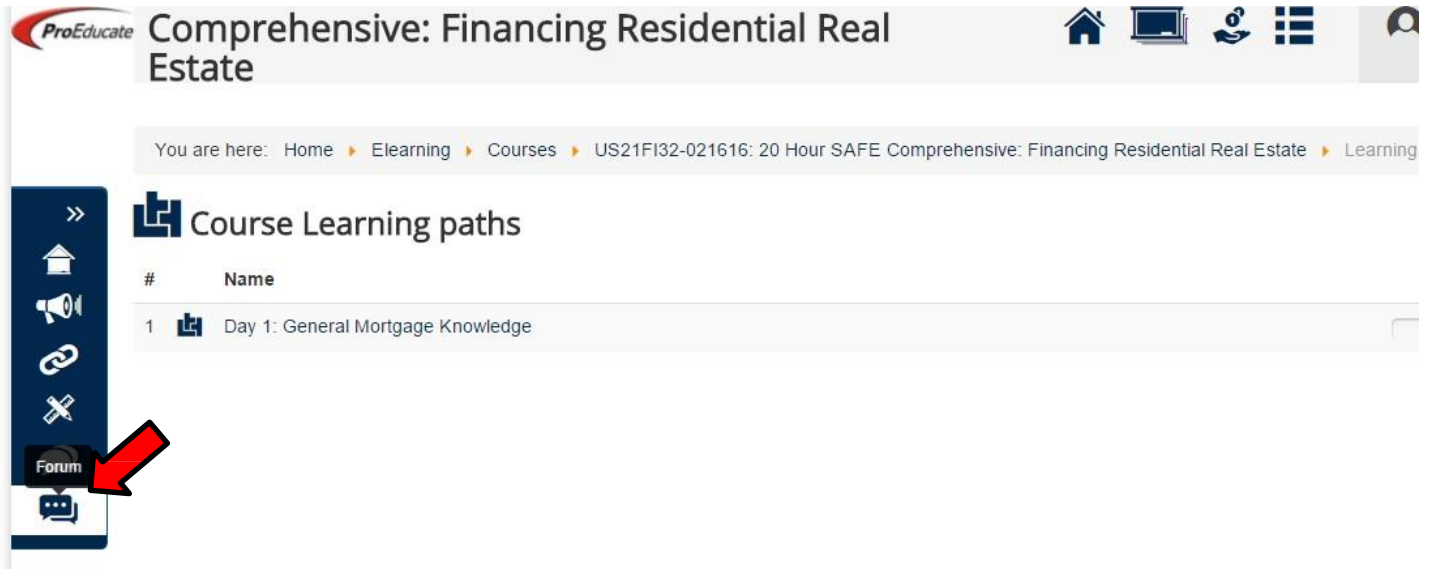 ProEducate
Comprehensive: Financing Residential Real
Estate
You are here: Home Elearning Courses US21FI32-021616: 20 Hour SAFE Comprehensive: Financing Residential Real Estate Learning
»
Course Learning paths
# Name
1 Day 1: General Mortgage Knowledge
Forum